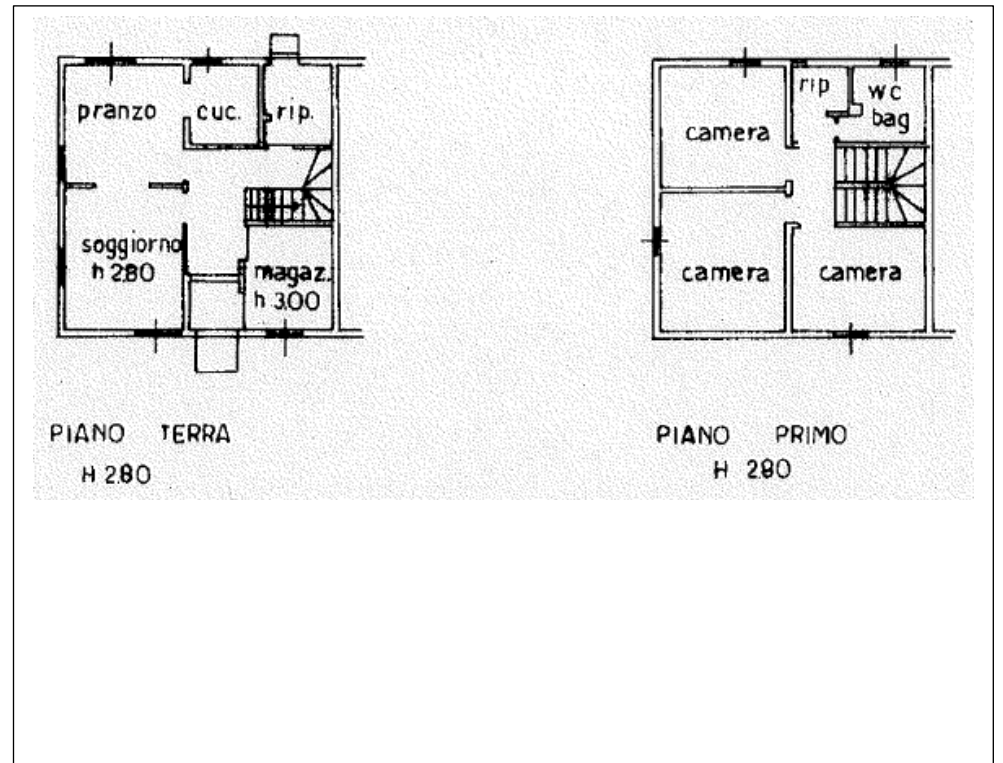 pranzo
cuc.
rip.
soggiorno
h 2.80
magaz.
h 3.00
PIANO TERRA
H 2.80
rip
wc
bag
camera
camera
camera
PIANO PRIMO
H 2.80